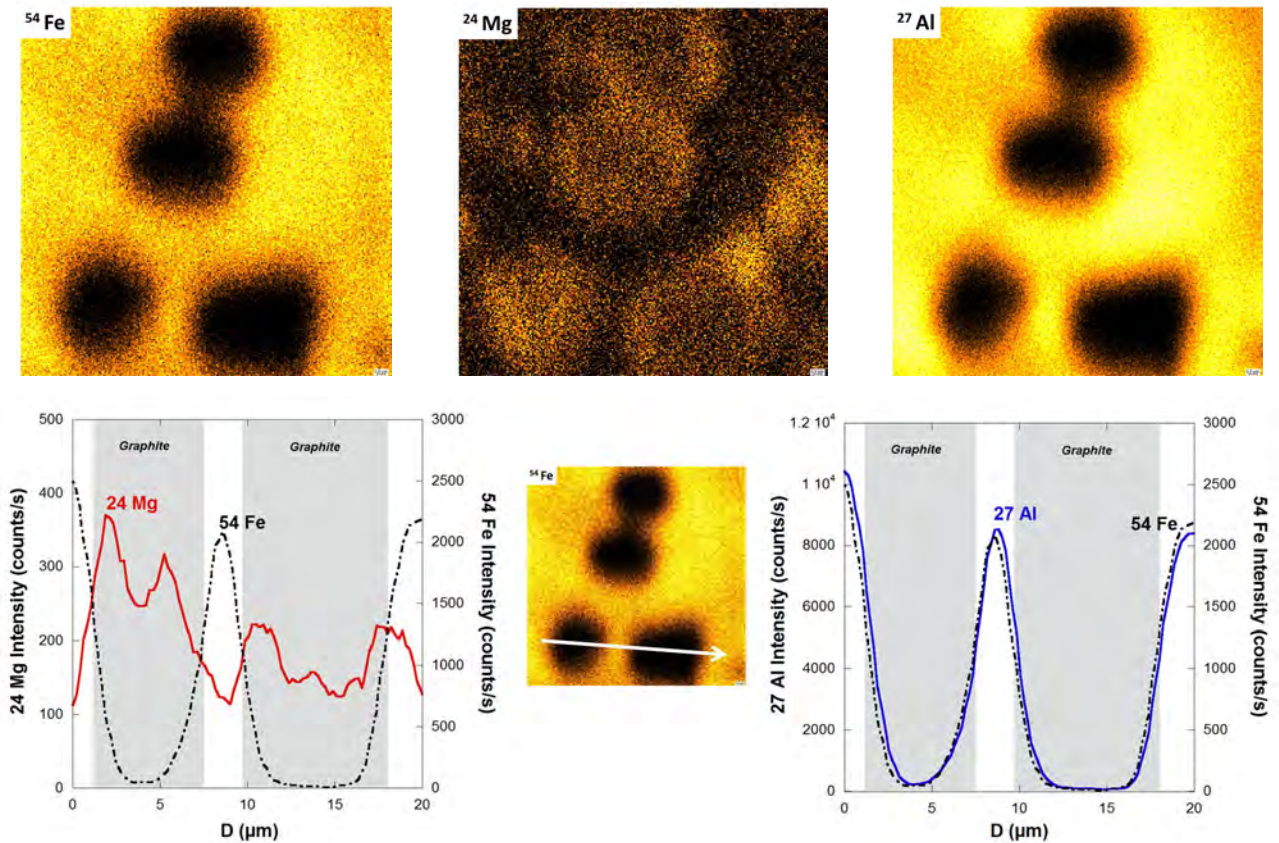 54 Fe
24 Mg
27 Al
500
400
300
200
100
0
24 Mg Intensity (counts/s)
Graphite
Graphite
24 Mg
54 Fe
3000
2500
2000
1500
1000
500
0
54 Fe Intensity (counts/s)
0 5 10 15 20
D (µm)
54 Fe
1.2 10⁴
1 10⁴
8000
6000
4000
2000
0
27 Al Intensity (counts/s)
Graphite
Graphite
27 Al
54 Fe
3000
2500
2000
1500
1000
500
0
54 Fe Intensity (counts/s)
0 5 10 15 20
D (µm)